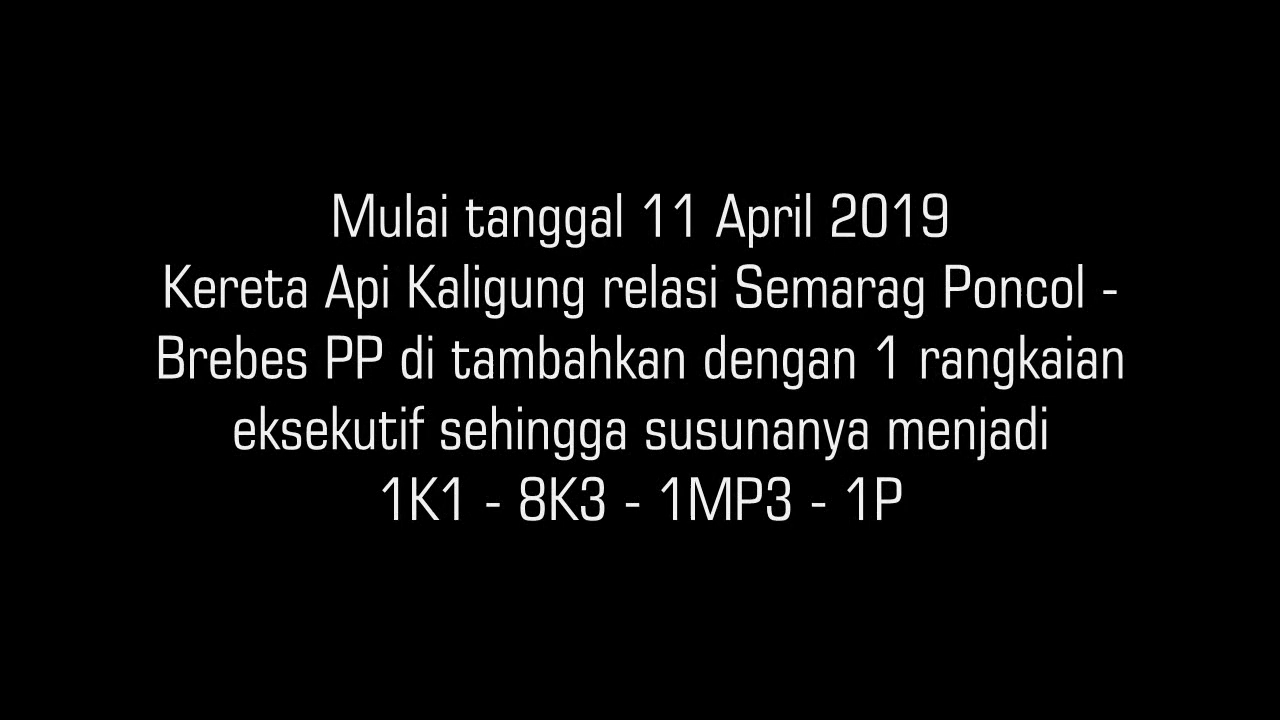 Mulai tanggal 11 April 2019
Kereta Api Kaligung relasi Semarag Poncol -
Brebes PP di tambahkan dengan 1 rangkaian
eksekutif sehingga susunanya menjadi
1K1 - 8K3 - 1MP3 - 1P